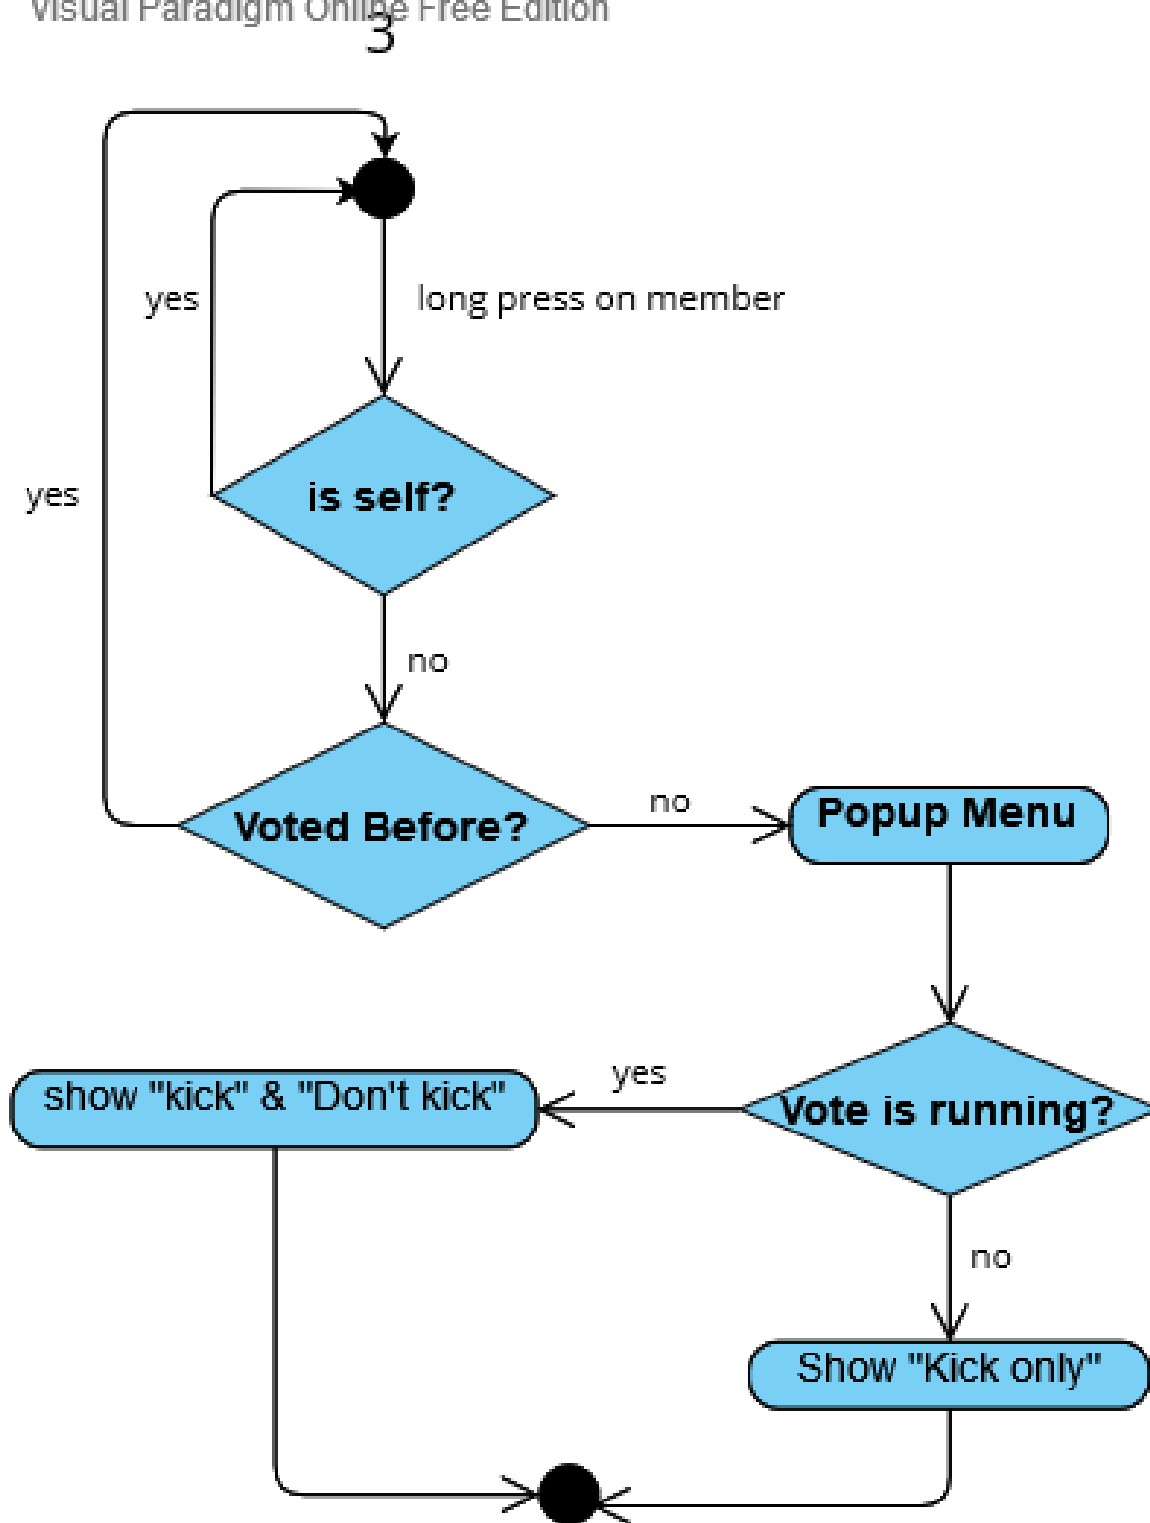 Visual Paradigm Online Free Edition
3
yes
long press on member
yes
is self?
no
Voted Before?
no
Popup Menu
show "kick" & "Don't kick"
yes
Vote is running?
no
Show "Kick only"